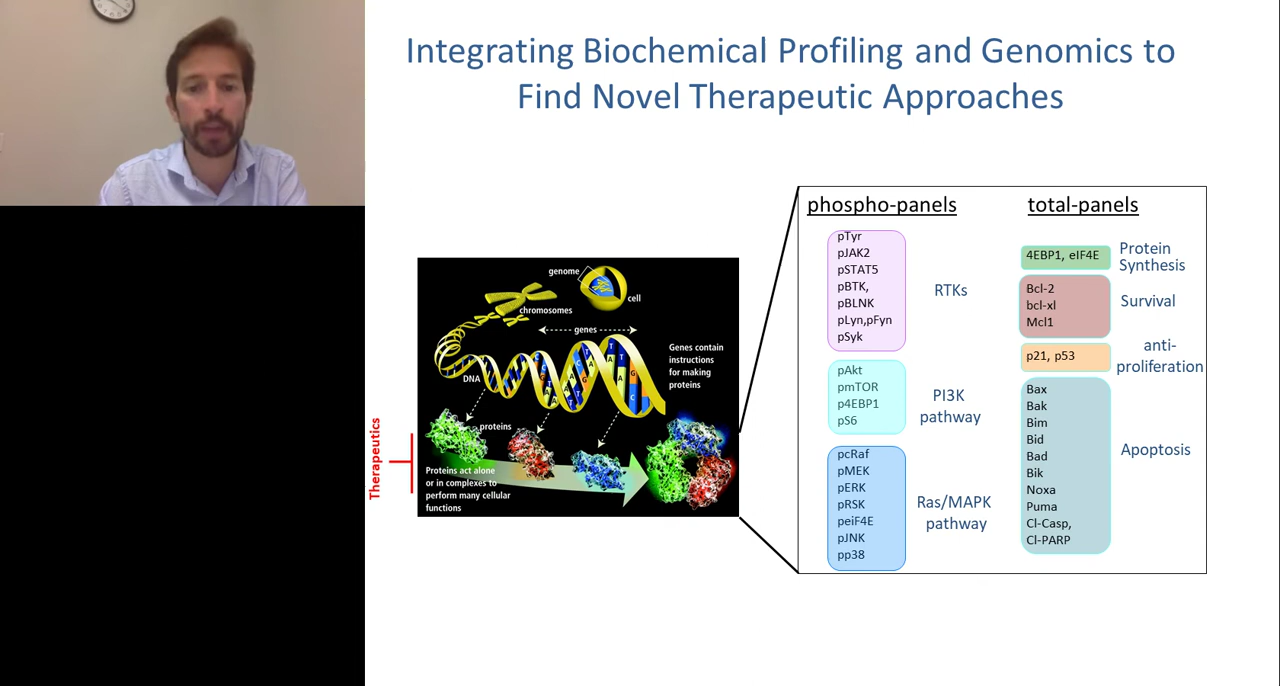 Integrating Biochemical Profiling and Genomics to
Find Novel Therapeutic Approaches
Therapeutics
genome
cell
chromosomes
genes
Genes contain
instructions
for making
proteins
DNA
proteins
Proteins act alone
or in complexes to
perform many cellular
functions
phospho-panels
pTyr
pJAK2
pSTAT5
pBTK,
pBLNK
pLyn,pFyn
pSyk
RTKs
pAkt
pmTOR
p4EBP1
pS6
PI3K
pathway
pcRaf
pMEK
pERK
pRSK
peiF4E
pJNK
pp38
Ras/MAPK
pathway
total-panels
4EBP1, eIF4E
Protein
Synthesis
Bcl-2
bcl-xl
Mcl1
Survival
p21, p53
anti-
proliferation
Bax
Bak
Bim
Bid
Bad
Bik
Noxa
Puma
Cl-Casp,
Cl-PARP
Apoptosis